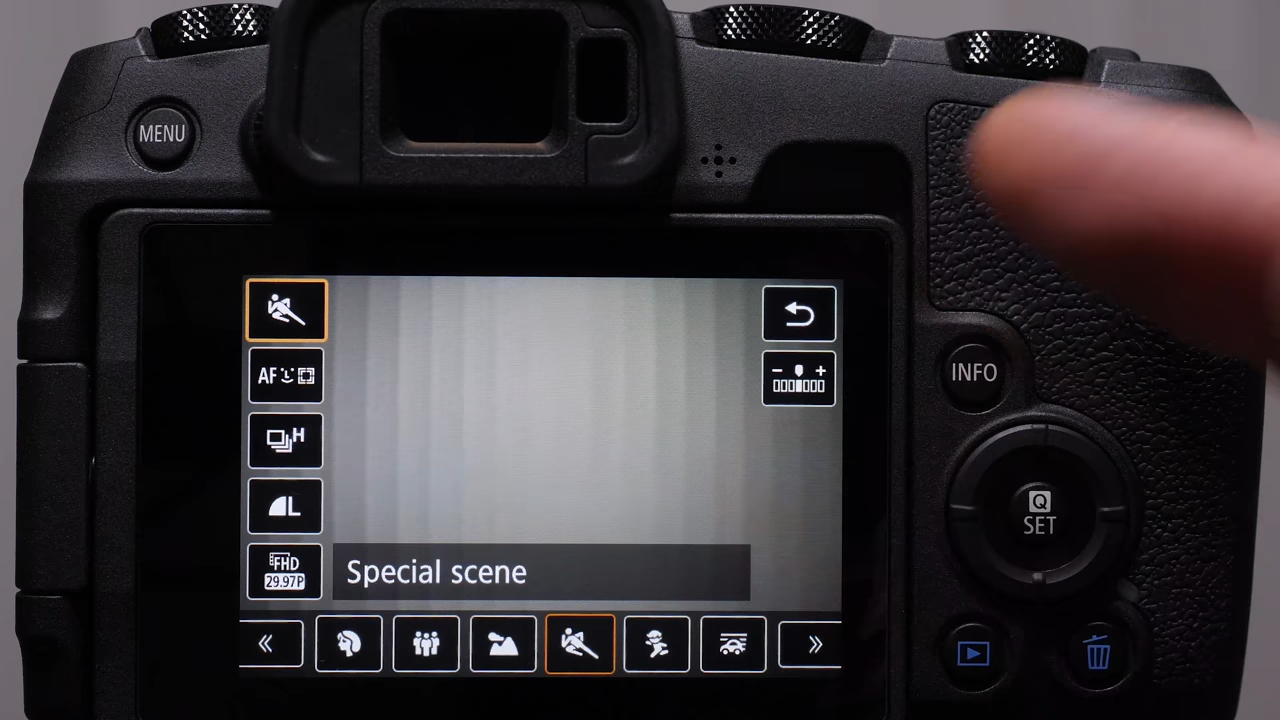 MENU
AF
H
L
FHD
29.97P
- +
Special scene
INFO
Q
SET